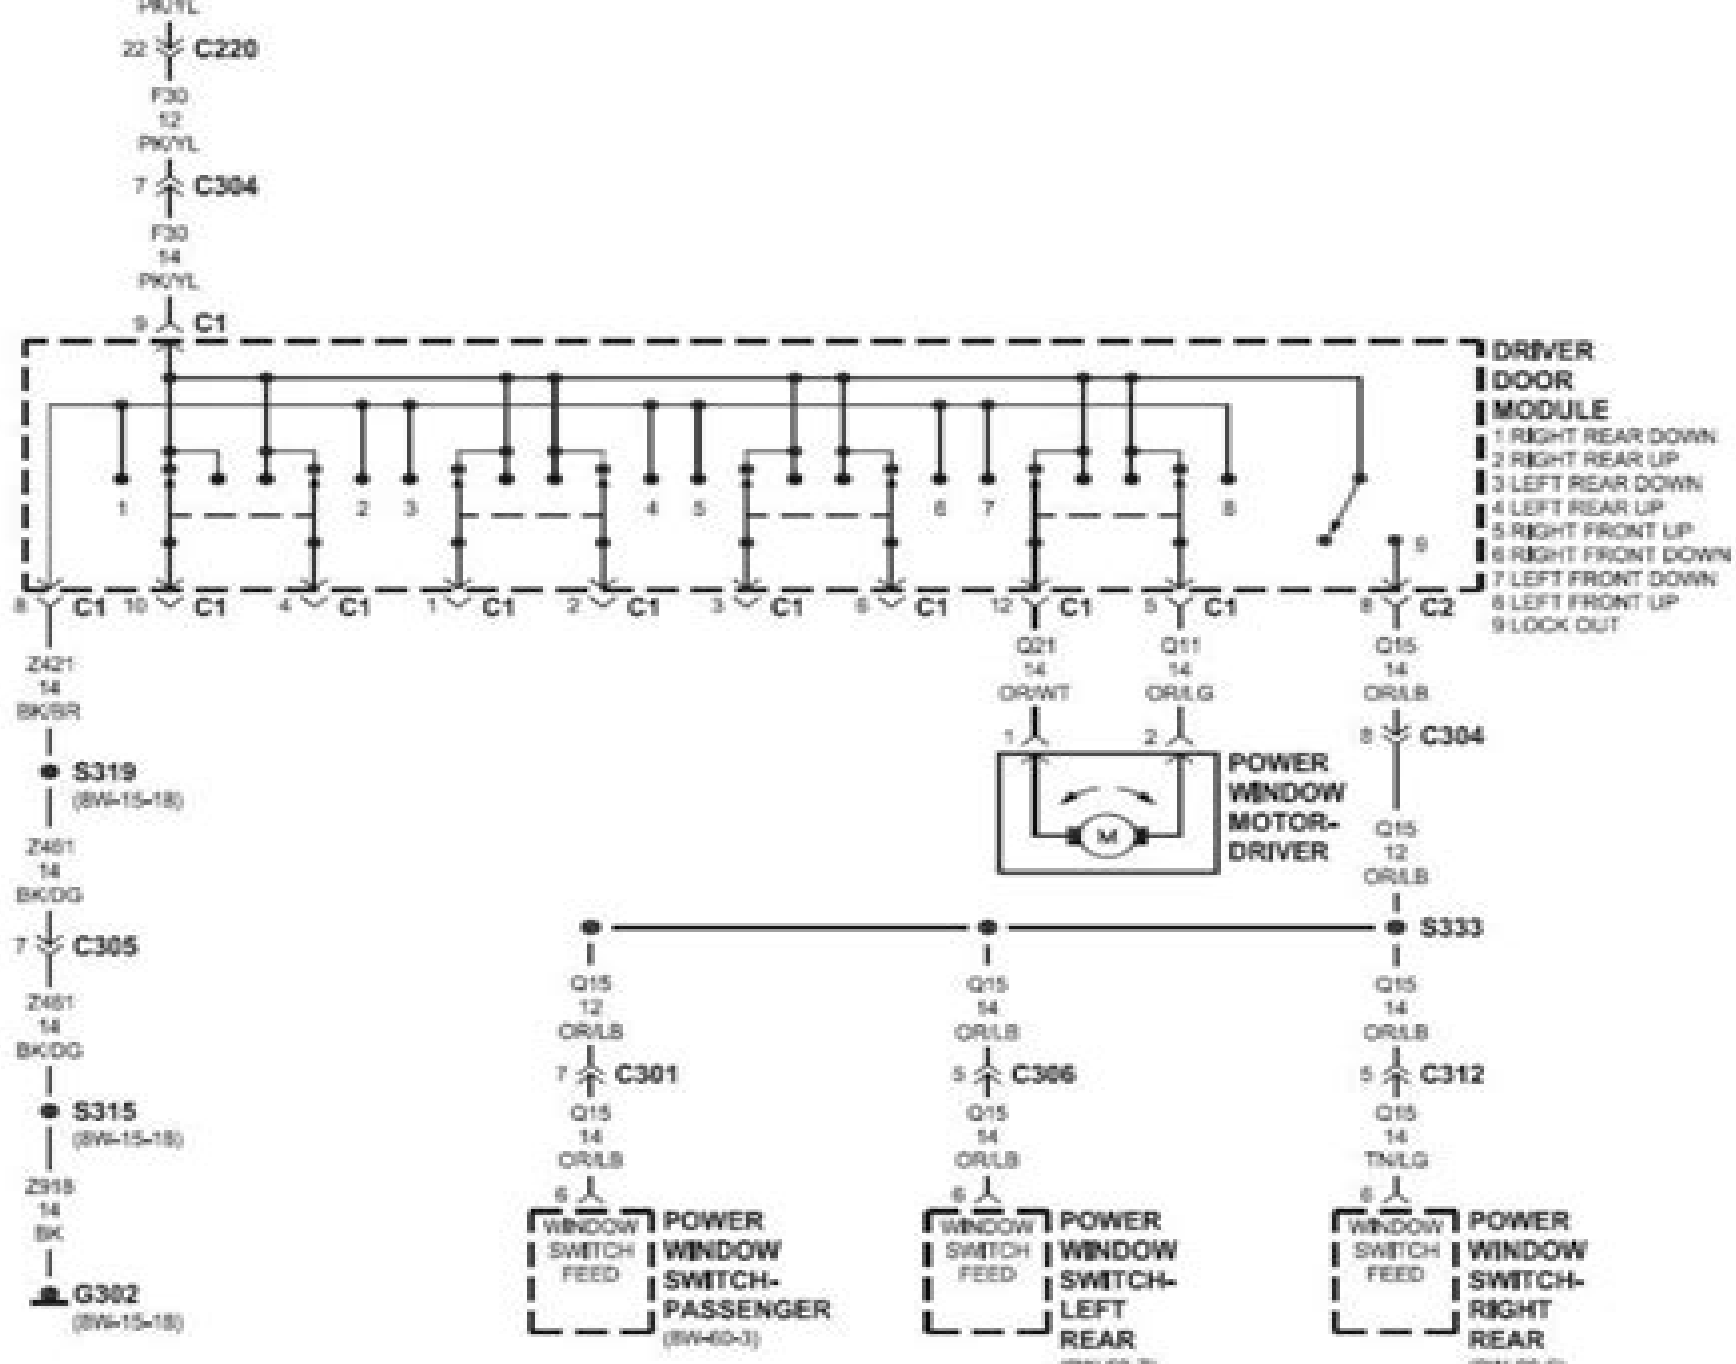 PK/YL
22 C220
F30
12
PK/YL
7 C304
F30
14
PK/YL
9 C1
DRIVER
DOOR
MODULE
1 RIGHT REAR DOWN
2 RIGHT REAR UP
3 LEFT REAR DOWN
4 LEFT REAR UP
5 RIGHT FRONT UP
6 RIGHT FRONT DOWN
7 LEFT FRONT DOWN
8 LEFT FRONT UP
9 LOCK OUT
1 2 3 4 5 6 7 8
9
8 C1 10 C1 4 C1 1 C1 2 C1 3 C1 6 C1 12 C1 5 C1 8 C2
Z421
14
BK/BR
S319
(8W-15-18)
Z461
14
BK/DG
7 C305
Z461
14
BK/DG
S315
(8W-15-18)
Z918
14
BK
G302
(8W-15-18)
Q21
14
OR/WT
1
Q11
14
OR/LG
2
M
POWER
WINDOW
MOTOR-
DRIVER
Q15
14
OR/LB
8 C304
Q15
12
OR/LB
S333
Q15
12
OR/LB
7 C301
Q15
14
OR/LB
6
WINDOW
SWITCH
FEED
POWER
WINDOW
SWITCH-
PASSENGER
(8W-60-3)
Q15
14
OR/LB
5 C306
Q15
14
OR/LB
6
WINDOW
SWITCH
FEED
POWER
WINDOW
SWITCH-
LEFT
REAR
Q15
14
OR/LB
5 C312
Q15
14
TN/LG
6
WINDOW
SWITCH
FEED
POWER
WINDOW
SWITCH-
RIGHT
REAR